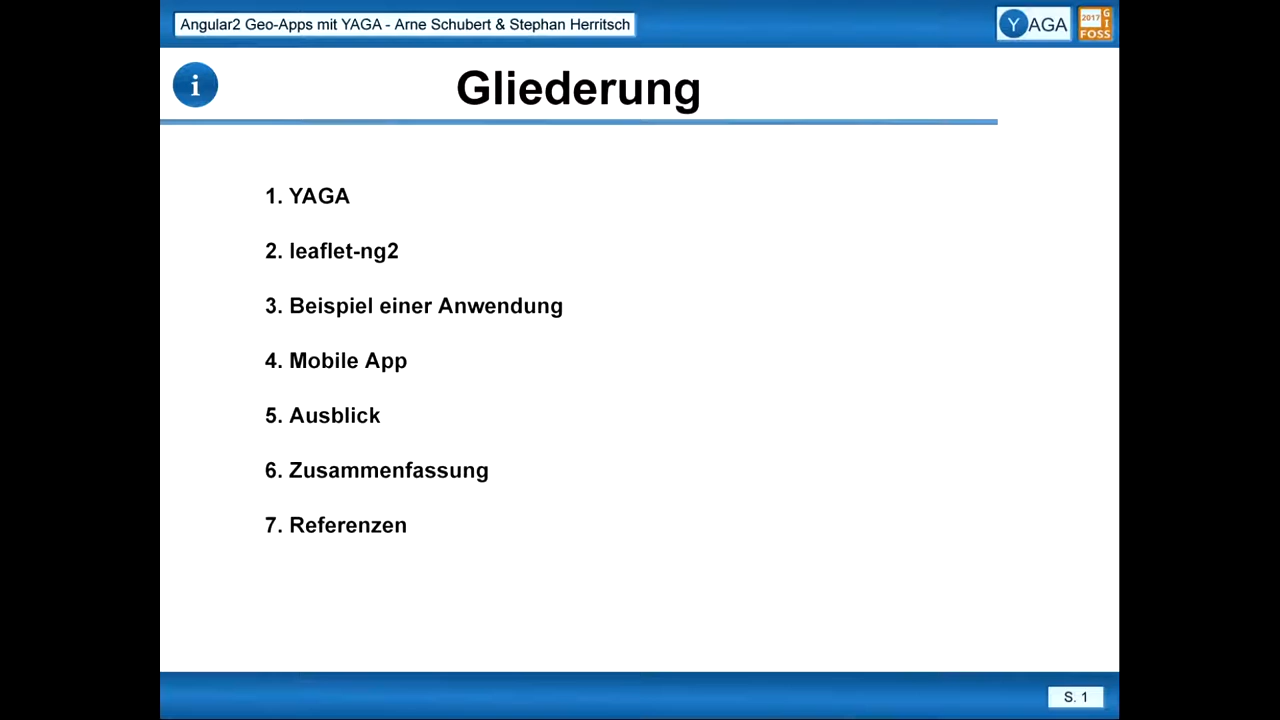 Angular2 Geo-Apps mit YAGA - Arne Schubert & Stephan Herritsch
YAGA
2017
GI
FOSS
i
Gliederung
1. YAGA
2. leaflet-ng2
3. Beispiel einer Anwendung
4. Mobile App
5. Ausblick
6. Zusammenfassung
7. Referenzen
S. 1